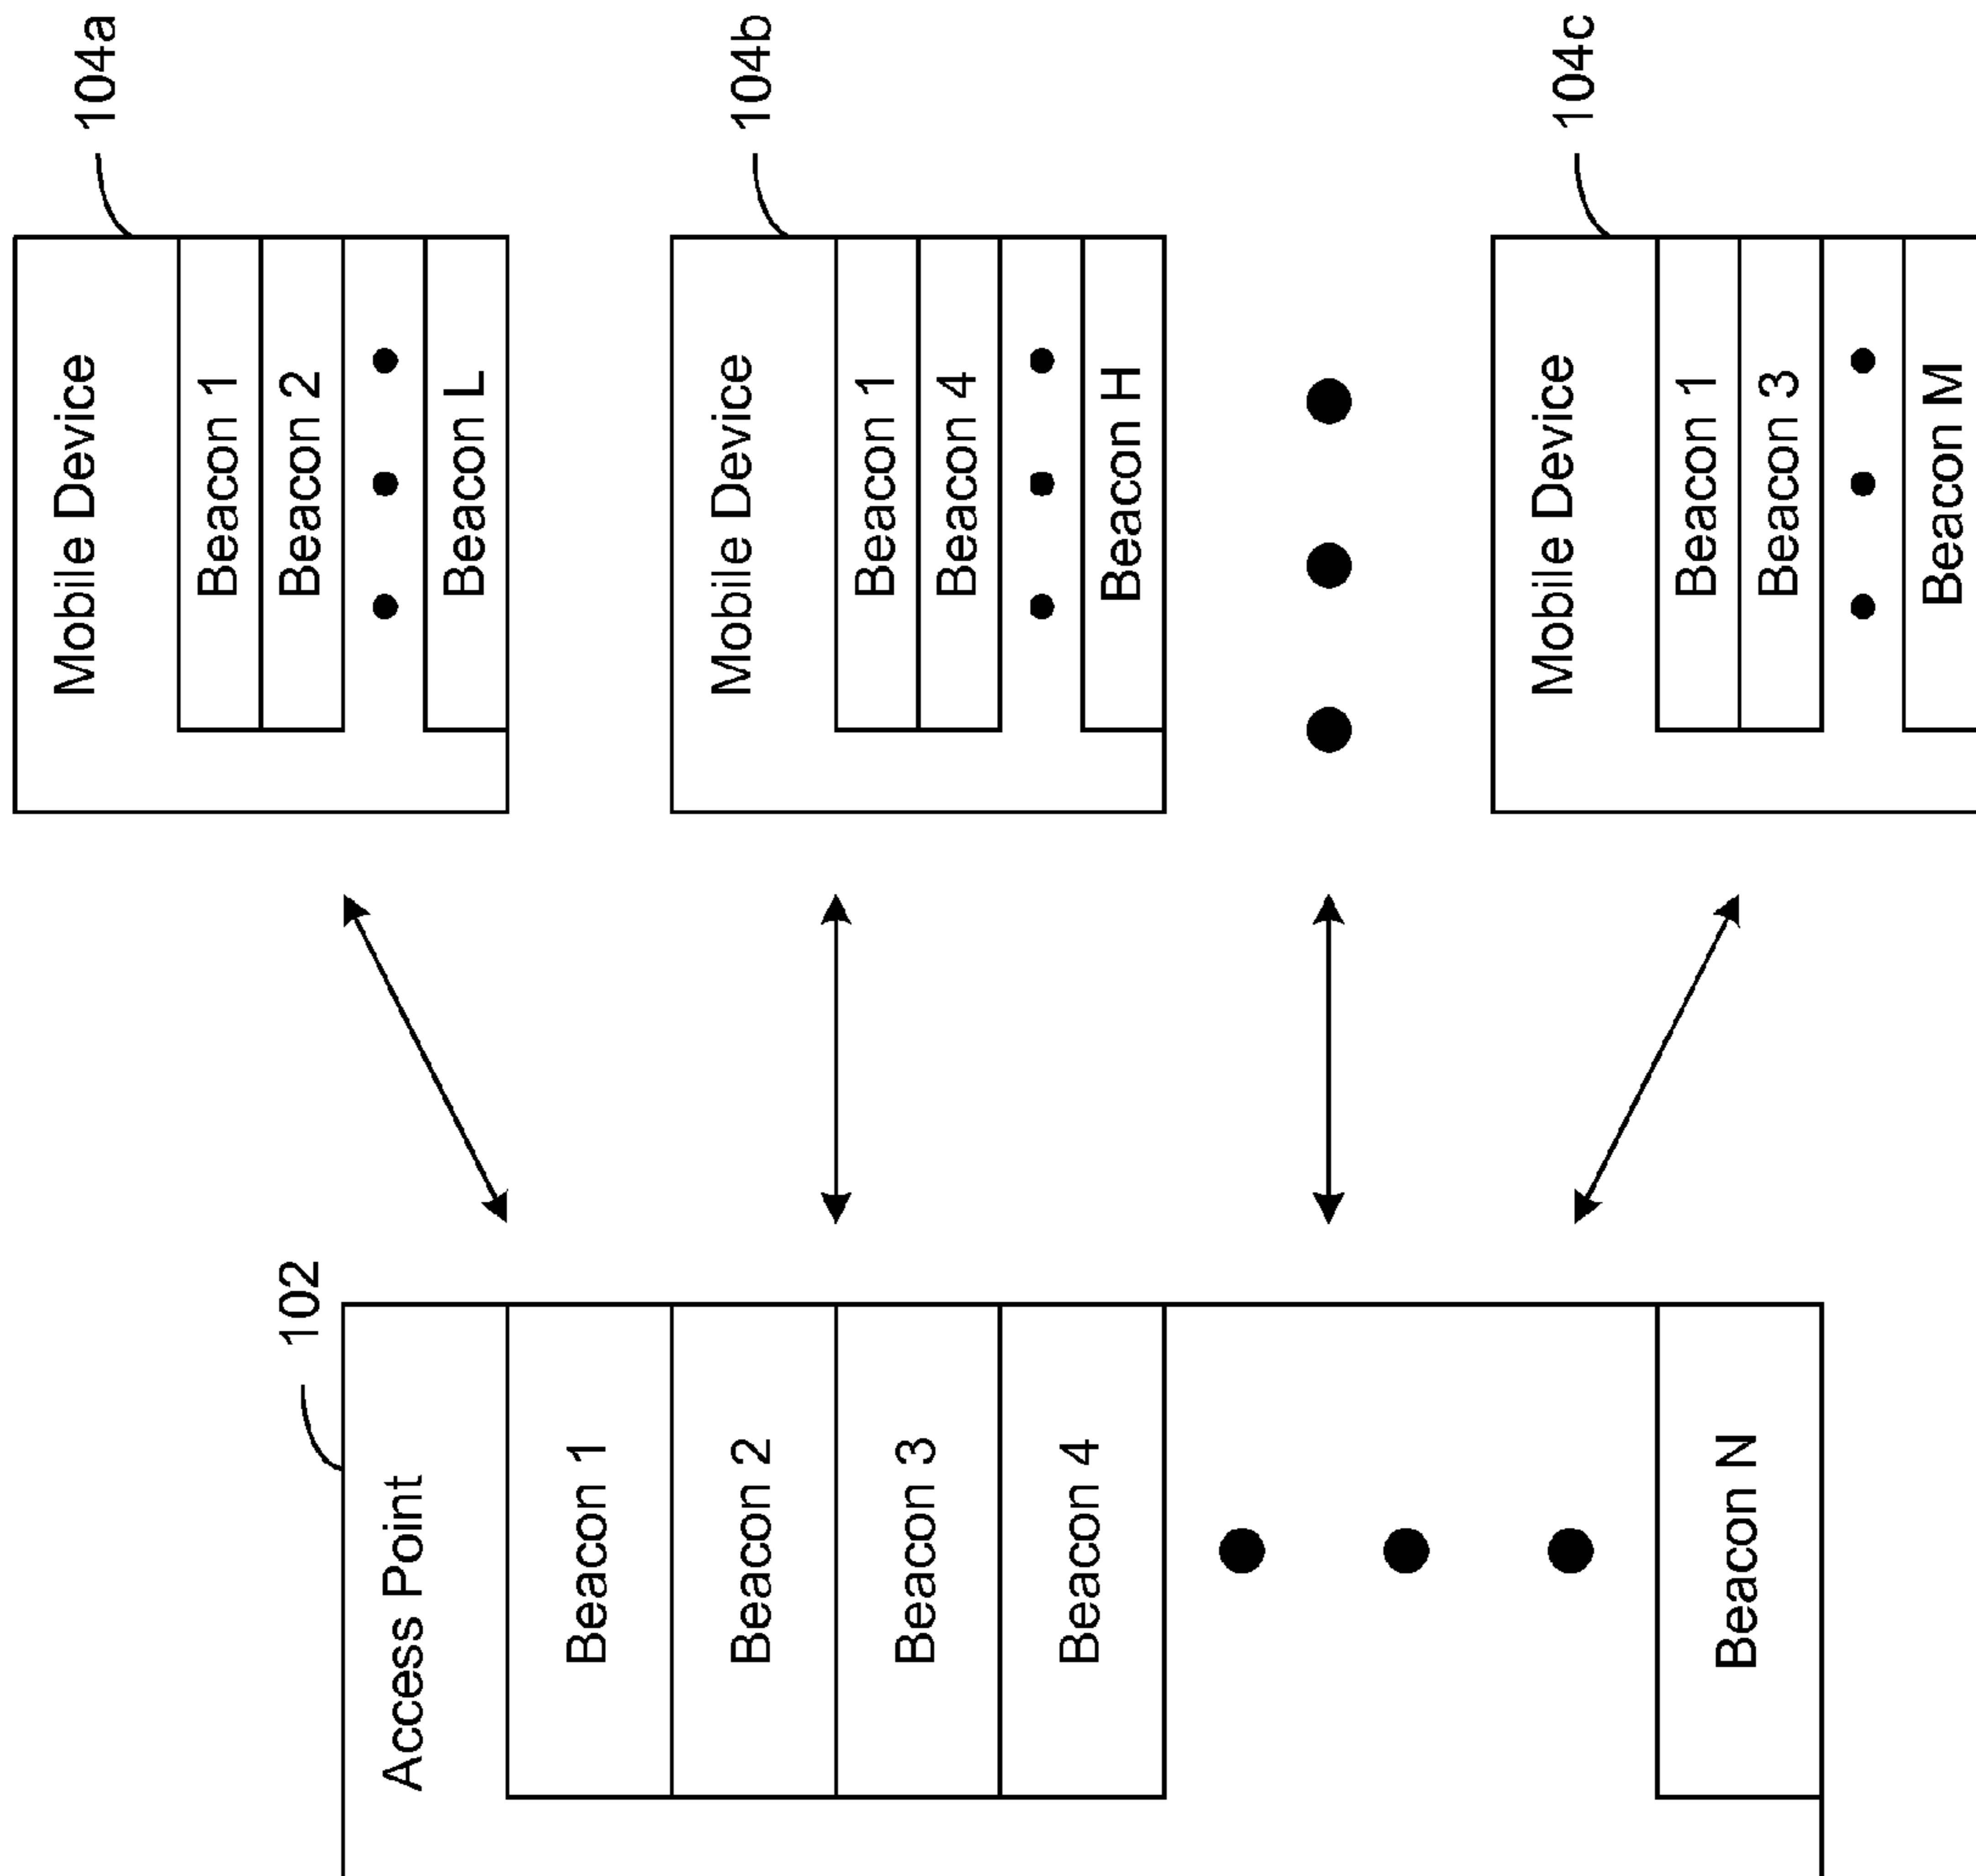 102
Access Point
Beacon 1
Beacon 2
Beacon 3
Beacon 4
Beacon N
104a
Mobile Device
Beacon 1
Beacon 2
Beacon L
104b
Mobile Device
Beacon 1
Beacon 4
Beacon H
104c
Mobile Device
Beacon 1
Beacon 3
Beacon M